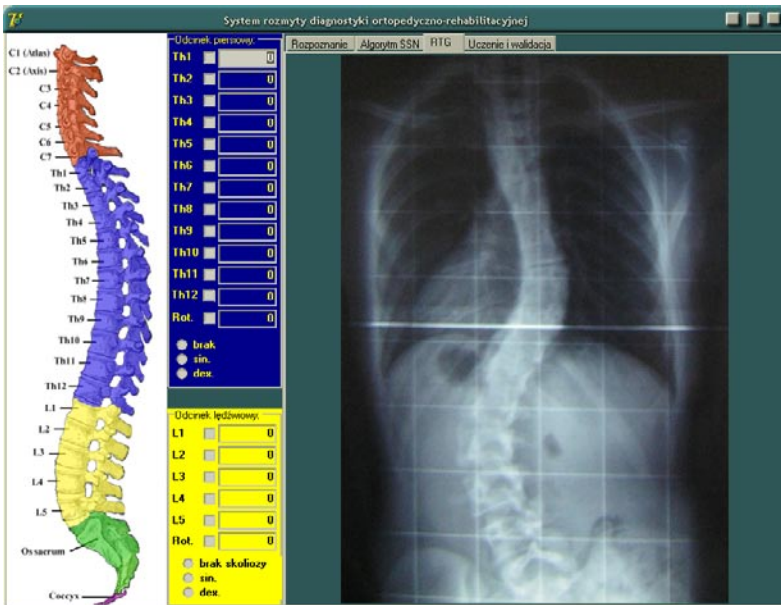 System rozmyty diagnostyki ortopedyczno-rehabilitacyjnej
C1 (Atlas)
C2 (Axis)
C3
C4
C5
C6
C7
Th1
Th2
Th3
Th4
Th5
Th6
Th7
Th8
Th9
Th10
Th11
Th12
L1
L2
L3
L4
L5
Os sacrum
Coccyx
Odcinek piersiowy:
Th1 0
Th2 0
Th3 0
Th4 0
Th5 0
Th6 0
Th7 0
Th8 0
Th9 0
Th10 0
Th11 0
Th12 0
Rot. 0
brak
sin.
dex.
Odcinek lędźwiowy:
L1 0
L2 0
L3 0
L4 0
L5 0
Rot. 0
brak skoliozy
sin.
dex.
Rozpoznanie Algorytm SSN RTG Uczenie i walidacja